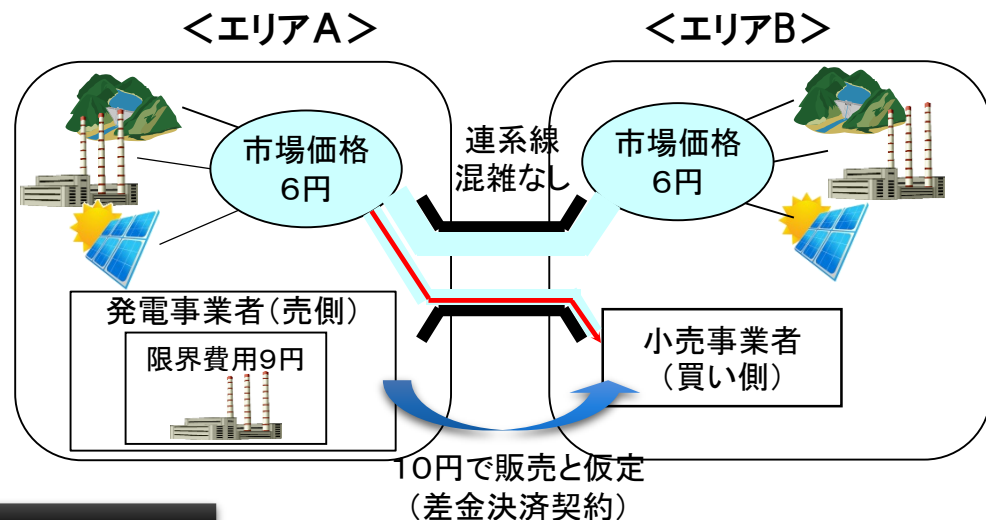 ＜エリアA＞
＜エリアB＞
市場価格
6円
連系線
混雑なし
市場価格
6円
発電事業者（売側）
限界費用9円
小売事業者
（買い側）
10円で販売と仮定
（差金決済契約）